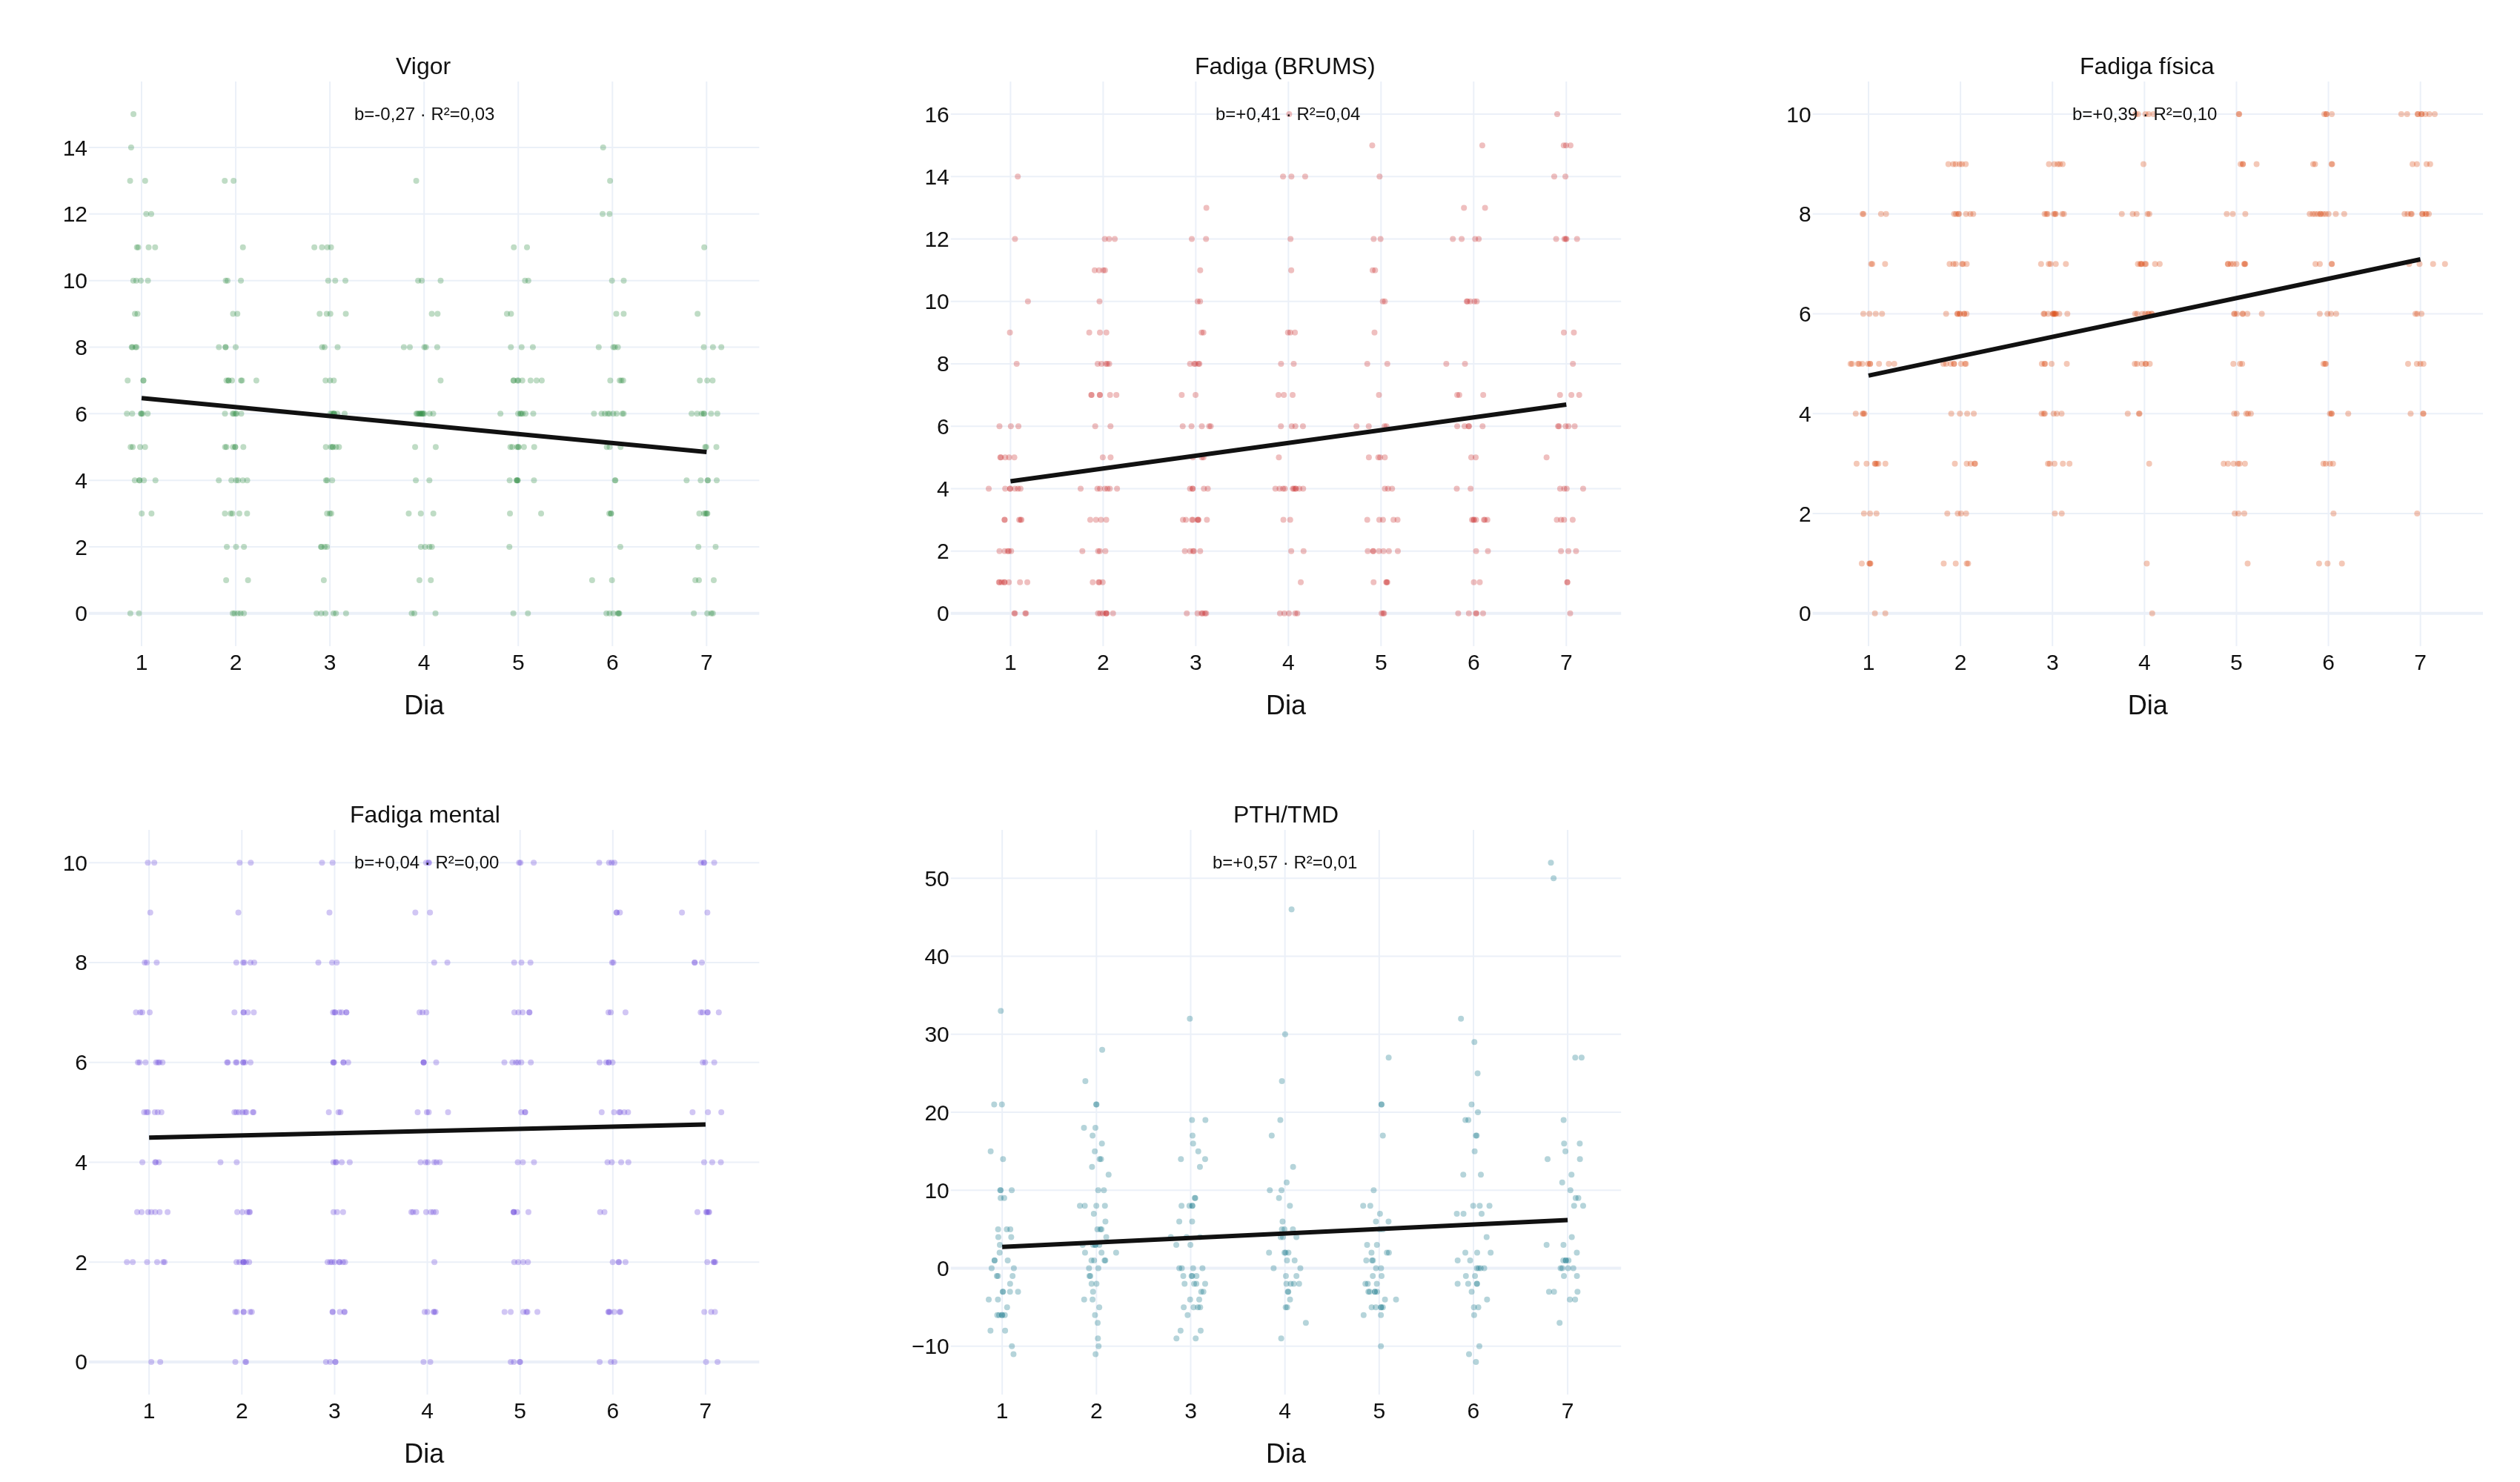 Vigor
b=-0,27 · R²=0,03
14
12
10
8
6
4
2
0
1 2 3 4 5 6 7
Dia
Fadiga (BRUMS)
b=+0,41 · R²=0,04
16
14
12
10
8
6
4
2
0
1 2 3 4 5 6 7
Dia
Fadiga física
b=+0,39 · R²=0,10
10
8
6
4
2
0
1 2 3 4 5 6 7
Dia
Fadiga mental
b=+0,04 · R²=0,00
10
8
6
4
2
0
1 2 3 4 5 6 7
Dia
PTH/TMD
b=+0,57 · R²=0,01
50
40
30
20
10
0
−10
1 2 3 4 5 6 7
Dia